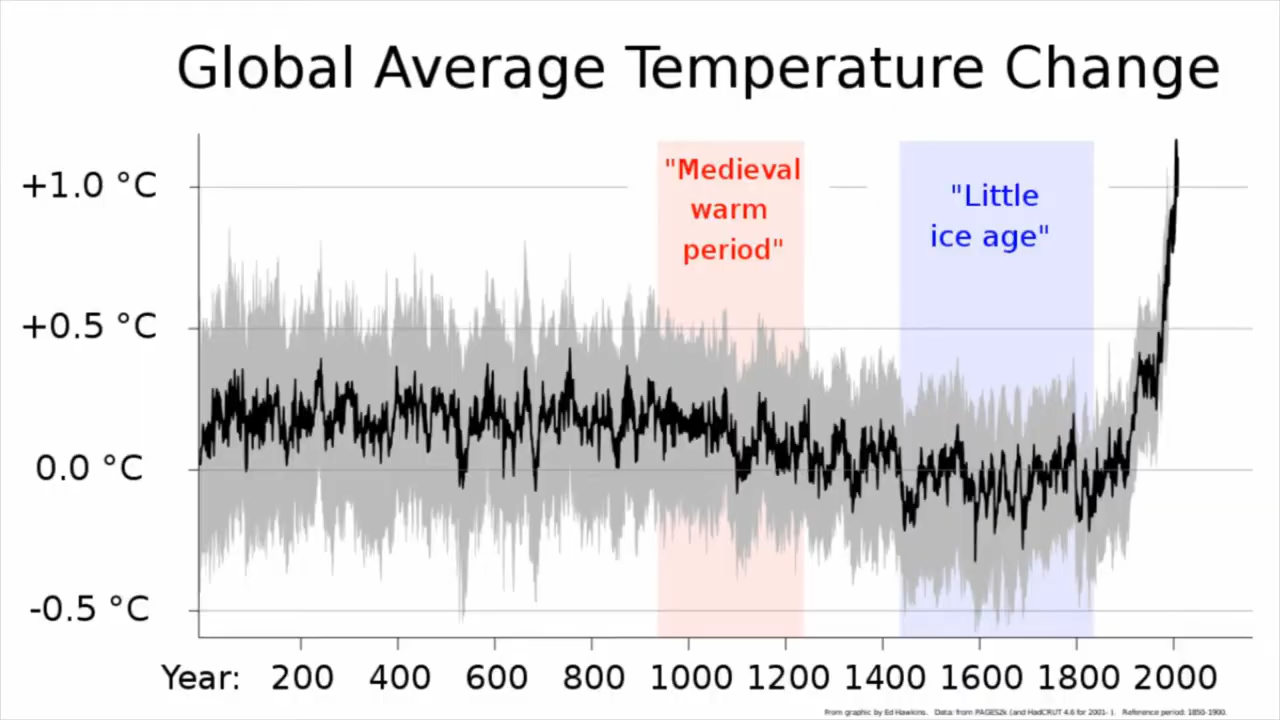 Global Average Temperature Change
+1.0 °C
+0.5 °C
0.0 °C
-0.5 °C
"Medieval
warm
period"
"Little
ice age"
Year: 200 400 600 800 1000 1200 1400 1600 1800 2000
From graphic by Ed Hawkins. Data: from PAGES2k (and HadCRUT 4.6 for 2001- ). Reference period: 1850-1900.